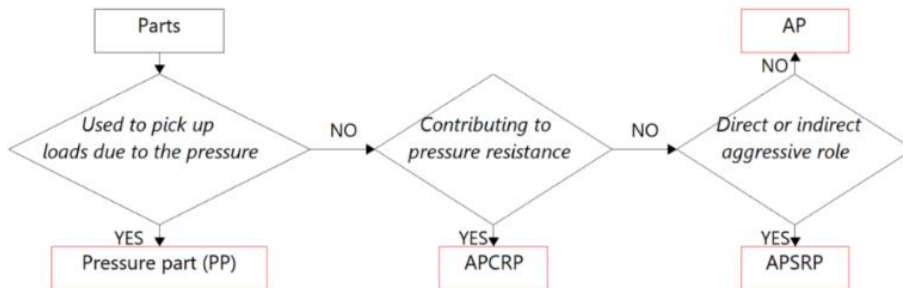 Parts
AP
NO
Used to pick up
loads due to the pressure
NO
Contributing to
pressure resistance
NO
Direct or indirect
aggressive role
YES
YES
YES
Pressure part (PP)
APCRP
APSRP